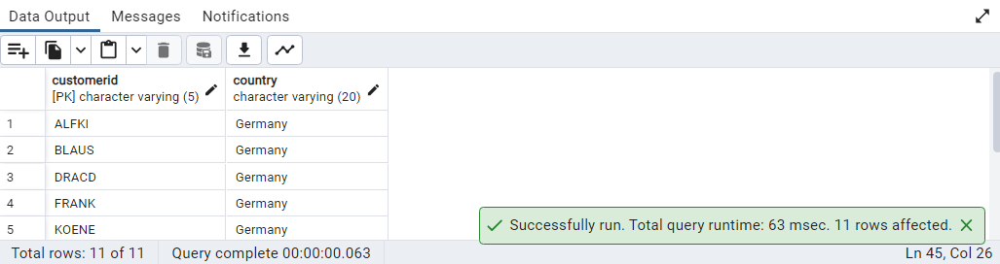 Data Output Messages Notifications
customerid country
[PK] character varying (5) character varying (20)
1 ALFKI Germany
2 BLAUS Germany
3 DRACD Germany
4 FRANK Germany
5 KOENE Germany
Successfully run. Total query runtime: 63 msec. 11 rows affected.
Total rows: 11 of 11 Query complete 00:00:00.063 Ln 45, Col 26